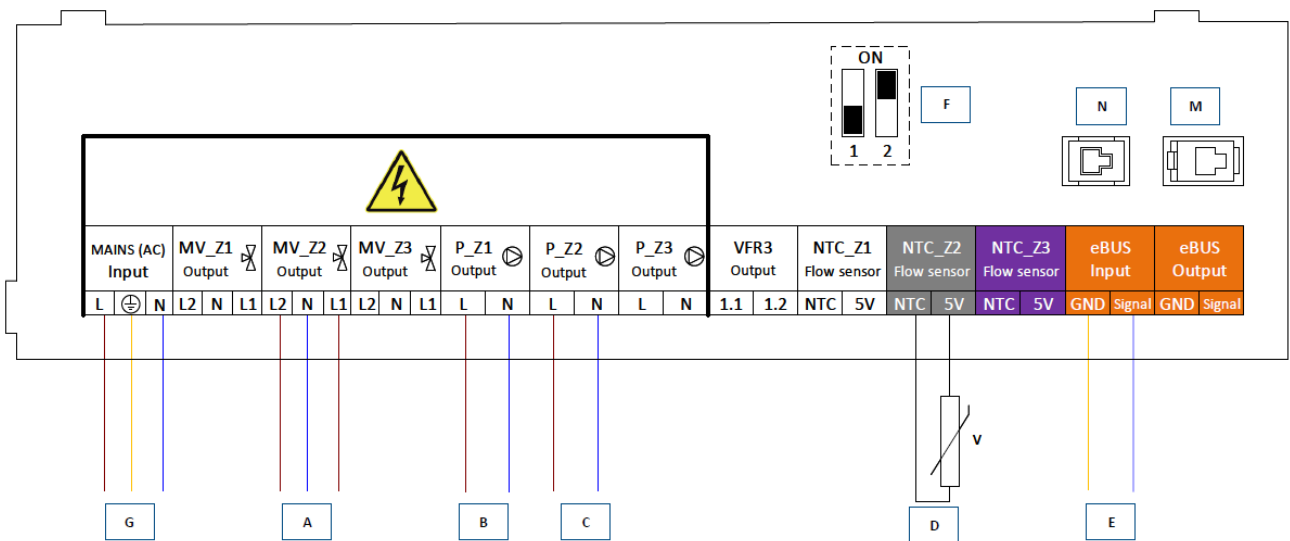 ON
1 2
F
N
M
MAINS (AC)
Input
MV_Z1
Output
MV_Z2
Output
MV_Z3
Output
P_Z1
Output
P_Z2
Output
P_Z3
Output
VFR3
Output
NTC_Z1
Flow sensor
NTC_Z2
Flow sensor
NTC_Z3
Flow sensor
eBUS
Input
eBUS
Output
L N L2 N L1 L2 N L1 L2 N L1 L N L N L N 1.1 1.2 NTC 5V NTC 5V NTC 5V GND Signal GND Signal
V
G
A
B
C
D
E